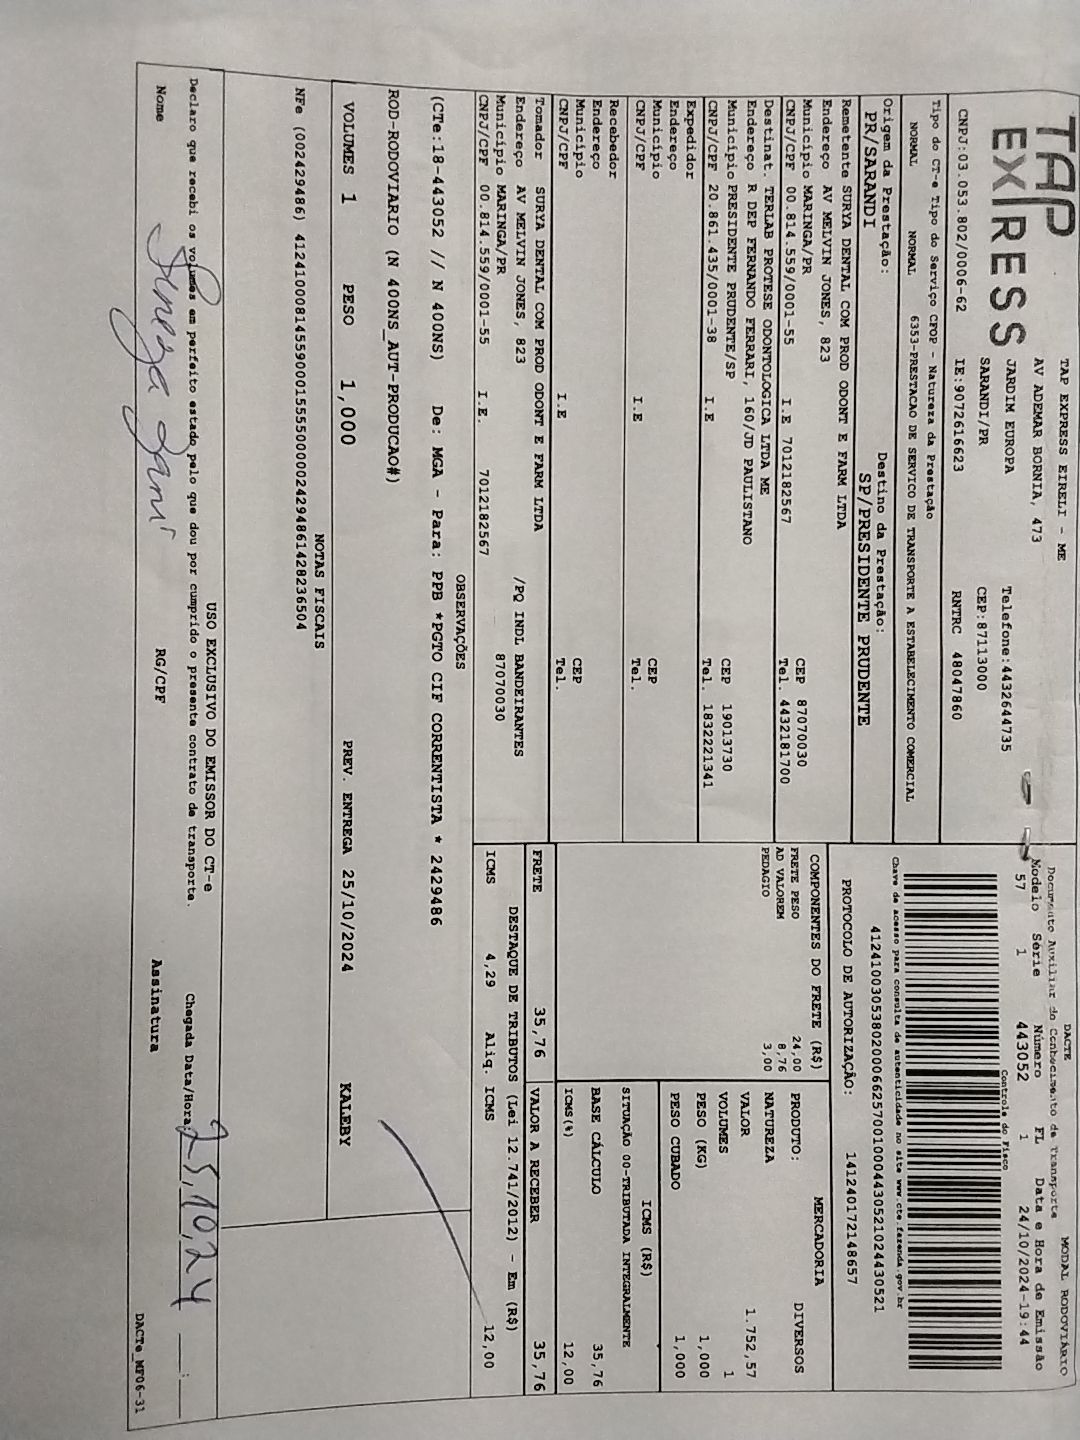 TAP
EXPRESS
TAP EXPRESS EIRELI - ME
AV ADEMAR BORNIA, 473
JARDIM EUROPA Telefone:4432644735
SARANDI/PR CEP:87113000
CNPJ:03.053.802/0006-62 IE:9072616623 RNTRC 48047860
DACTE MODAL RODOVIÁRIO
Documento Auxiliar do Conhecimento de Transporte
Modelo Série Número FL Data e Hora de Emissão
57 1 443052 1 24/10/2024-19:44
Controle do Fisco
Chave de acesso para consulta de autenticidade no site www.cte.fazenda.gov.br
PROTOCOLO DE AUTORIZAÇÃO: 141240172148657
Tipo do CT-e Tipo do Serviço CFOP - Natureza da Prestação
NORMAL NORMAL 6353-PRESTACAO DE SERVICO DE TRANSPORTE A ESTABELECIMENTO COMERCIAL
Origem da Prestação: Destino da Prestação:
PR/SARANDI SP/PRESIDENTE PRUDENTE
Remetente SURYA DENTAL COM PROD ODONT E FARM LTDA
Endereço AV MELVIN JONES, 823
Município MARINGA/PR CEP 87070030
CNPJ/CPF 00.814.559/0001-55 I.E 7012182567 Tel. 4432181700
Destinat. TERLAB PROTESE ODONTOLOGICA LTDA ME
Endereço R DEP FERNANDO FERRARI, 160/JD PAULISTANO
Município PRESIDENTE PRUDENTE/SP CEP 19013730
CNPJ/CPF 20.861.435/0001-38 I.E Tel. 1832221341
Expedidor
Endereço
Município CEP
CNPJ/CPF I.E Tel.
Recebedor
Endereço
Município CEP
CNPJ/CPF I.E Tel.
Tomador SURYA DENTAL COM PROD ODONT E FARM LTDA
Endereço AV MELVIN JONES, 823 /PQ INDL BANDEIRANTES
Município MARINGA/PR 87070030
CNPJ/CPF 00.814.559/0001-55 I.E. 7012182567
COMPONENTES DO FRETE (R$)
FRETE PESO 24,00
AD VALOREM 8,76
PEDAGIO 3,00
MERCADORIA
PRODUTO: DIVERSOS
NATUREZA
VALOR 1.752,57
VOLUMES 1
PESO (KG) 1,000
PESO CUBADO 1,000
ICMS (R$)
SITUAÇÃO 00-TRIBUTADA INTEGRALMENTE
BASE CÁLCULO 35,76
ICMS(%) 12,00
FRETE 35,76 VALOR A RECEBER 35,76
DESTAQUE DE TRIBUTOS (Lei 12.741/2012) - Em (R$)
ICMS 4,29 Aliq. ICMS 12,00
OBSERVAÇÕES
(CTe:18-443052 // N 400NS) De: MGA - Para: PPB *PGTO CIF CORRENTISTA * 2429486
ROD-RODOVIARIO (N 400NS_AUT-PRODUCAO#)
VOLUMES 1 PESO 1,000 PREV. ENTREGA 25/10/2024 KALEBY
NOTAS FISCAIS
NFe (002429486)
USO EXCLUSIVO DO EMISSOR DO CT-e
Declaro que recebi os volumes em perfeito estado pelo que dou por cumprido o presente contrato de transporte. Chegada Data/Hora: 25,10,24 :
Nome RG/CPF Assinatura
DACTe_MF06-31